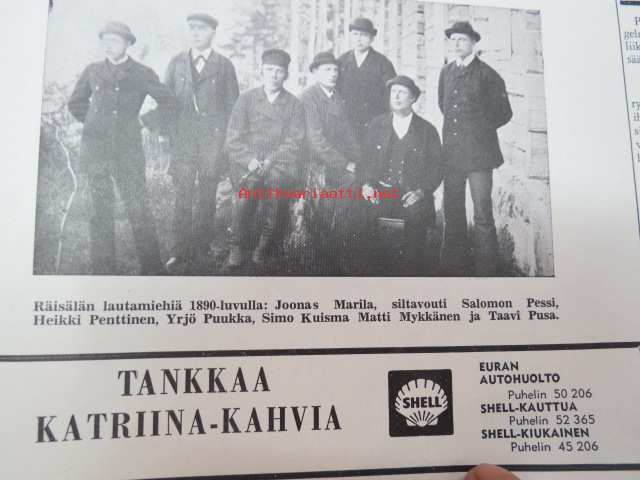 Antikvariaatti.net
Räisälän lautamiehiä 1890-luvulla: Joonas Marila, siltavouti Salomon Pessi,
Heikki Penttinen, Yrjö Puukka, Simo Kuisma Matti Mykkänen ja Taavi Pusa.
TANKKAA
KATRIINA-KAHVIA
SHELL
EURAN
AUTOHUOLTO
Puhelin 50 206
SHELL-KAUTTUA
Puhelin 52 365
SHELL-KIUKAINEN
Puhelin 45 206